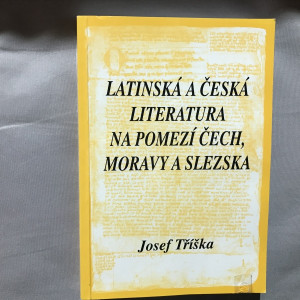 LATINSKÁ A ČESKÁ
LITERATURA
NA POMEZÍ ČECH,
MORAVY A SLEZSKA
Josef Tříška